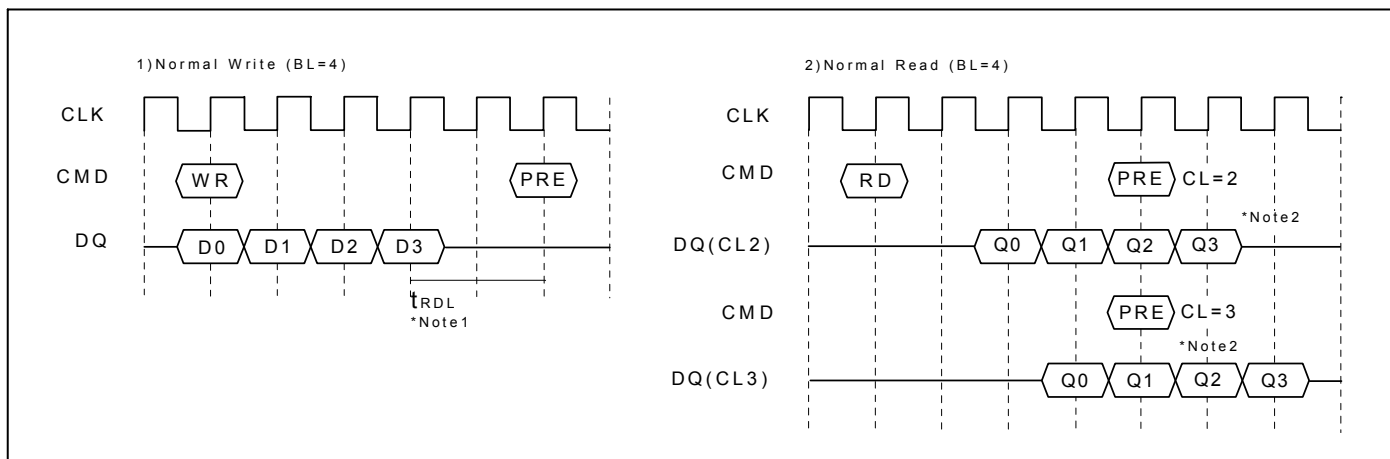 1)Normal Write (BL=4)
CLK
CMD
WR
PRE
DQ
D0 D1 D2 D3
tRDL
*Note1
2)Normal Read (BL=4)
CLK
CMD
RD
PRE CL=2
*Note2
DQ(CL2)
Q0 Q1 Q2 Q3
CMD
PRE CL=3
*Note2
DQ(CL3)
Q0 Q1 Q2 Q3